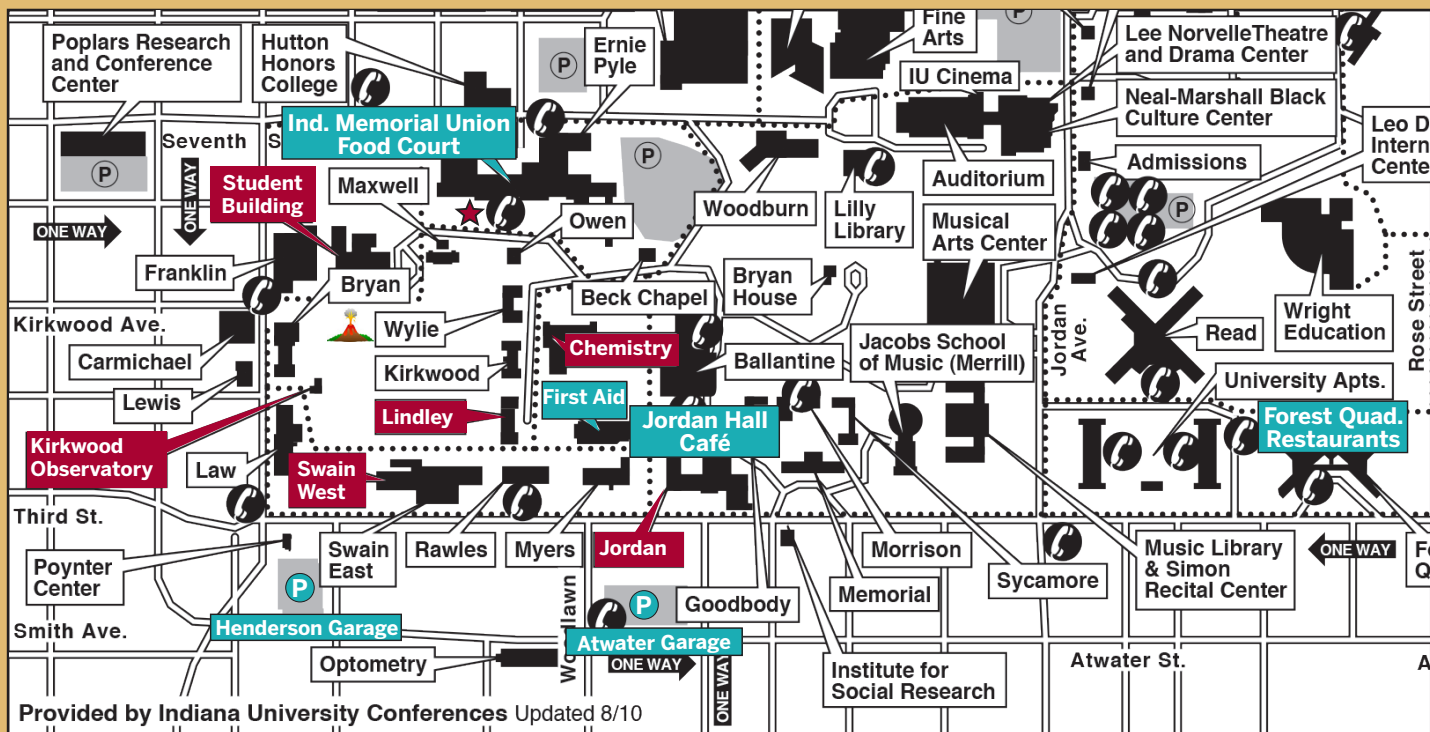 Poplars Research
and Conference
Center
Hutton
Honors
College
Ernie
Pyle
Fine
Arts
Lee NorvelleTheatre
and Drama Center
IU Cinema
Neal-Marshall Black
Culture Center
P
P
Ind. Memorial Union
Food Court
Seventh
S
P
P
Leo D
Intern
Cente
Admissions
Auditorium
ONE WAY
ONE WAY
Student
Building
Maxwell
Owen
Woodburn
Lilly
Library
Musical
Arts Center
P
Franklin
Bryan
Beck Chapel
Bryan
House
Wright
Education
Rose Street
Kirkwood Ave.
Wylie
Chemistry
Ballantine
Jacobs School
of Music (Merrill)
Jordan
Ave.
Read
Carmichael
Kirkwood
University Apts.
Lewis
Lindley
First Aid
Jordan Hall
Café
Forest Quad.
Restaurants
Kirkwood
Observatory
Law
Swain
West
Third St.
Poynter
Center
Swain
East
Rawles
Myers
Jordan
Morrison
Sycamore
Music Library
& Simon
Recital Center
ONE WAY
Fo
Q
P
P
Goodbody
Memorial
Smith Ave.
Henderson Garage
Woodlawn
Atwater Garage
Optometry
ONE WAY
ONE WAY
Institute for
Social Research
Atwater St.
A
Provided by Indiana University Conferences Updated 8/10